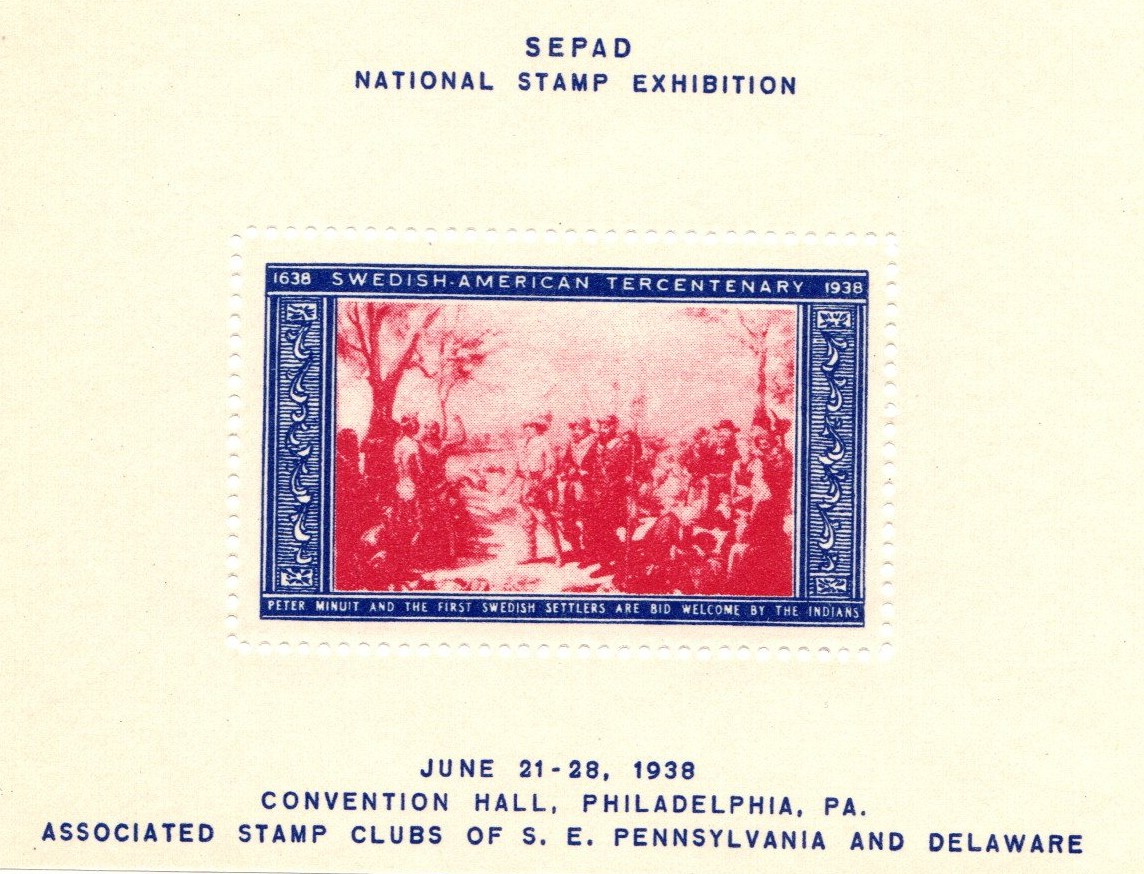 SEPAD
NATIONAL STAMP EXHIBITION
1638 SWEDISH-AMERICAN TERCENTENARY 1938
PETER MINUIT AND THE FIRST SWEDISH SETTLERS ARE BID WELCOME BY THE INDIANS
JUNE 21-28, 1938
CONVENTION HALL, PHILADELPHIA, PA.
ASSOCIATED STAMP CLUBS OF S. E. PENNSYLVANIA AND DELAWARE